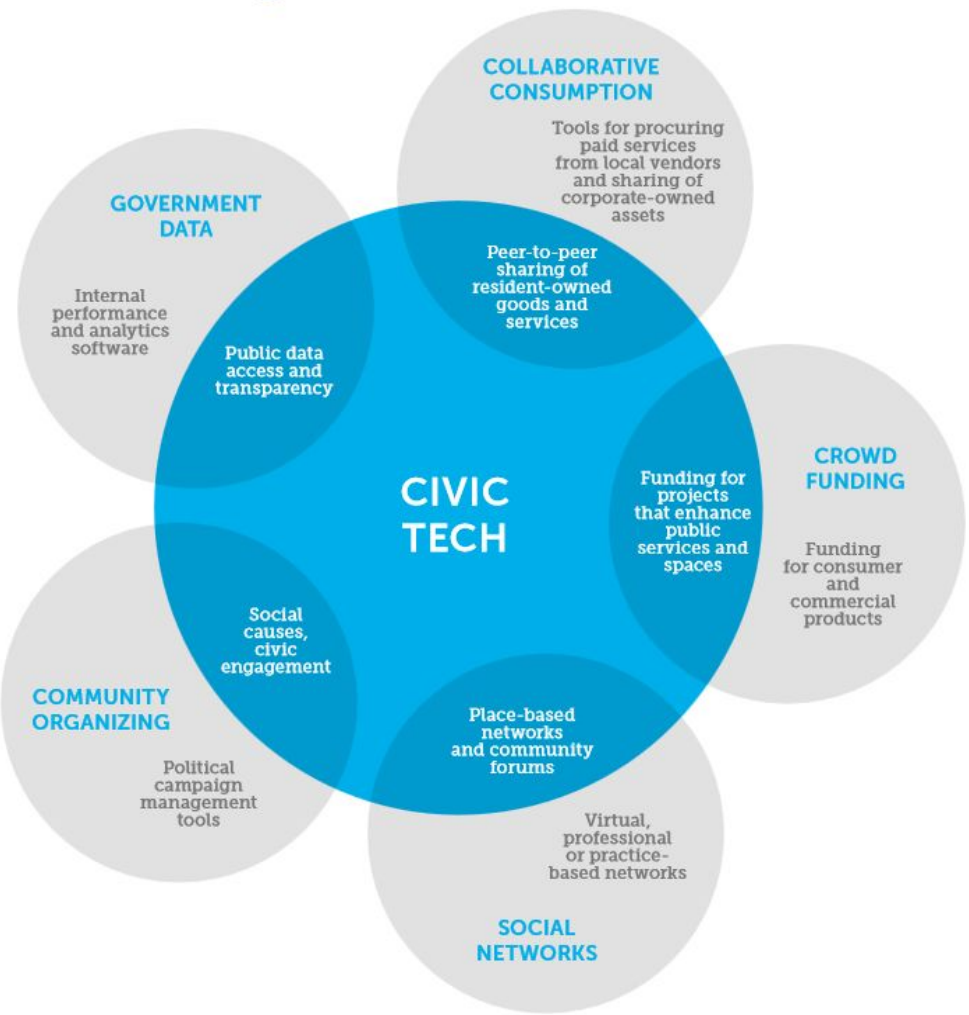 COLLABORATIVE
CONSUMPTION
Tools for procuring
paid services
from local vendors
and sharing of
corporate-owned
assets
Peer-to-peer
sharing of
resident-owned
goods and
services
GOVERNMENT
DATA
Internal
performance
and analytics
software
Public data
access and
transparency
CIVIC
TECH
CROWD
FUNDING
Funding for
projects
that enhance
public
services and
spaces
Funding
for consumer
and
commercial
products
Social
causes,
civic
engagement
COMMUNITY
ORGANIZING
Political
campaign
management
tools
Place-based
networks
and community
forums
Virtual,
professional
or practice-
based networks
SOCIAL
NETWORKS